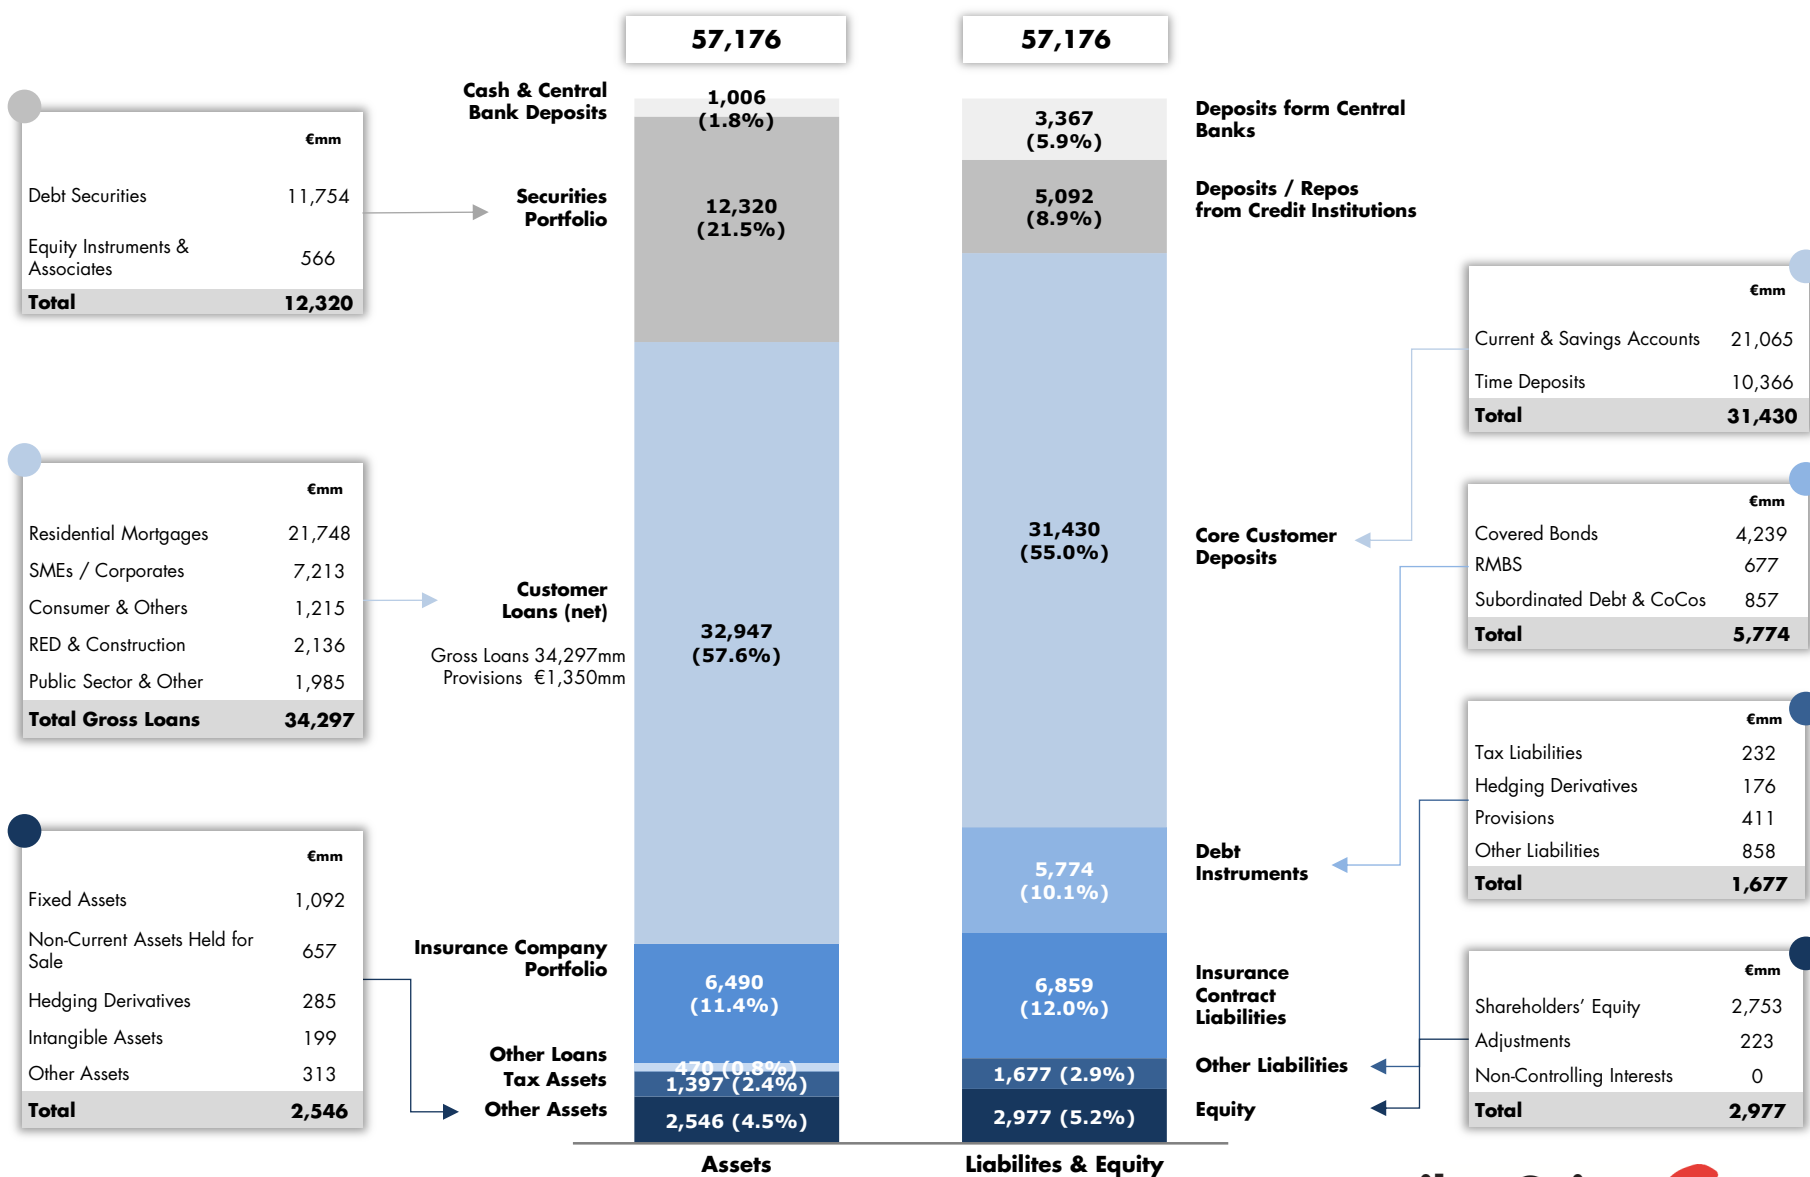 57,176
57,176
Cash & Central
Bank Deposits
1,006
(1.8%)
Securities
Portfolio
12,320
(21.5%)
Customer
Loans (net)
Gross Loans 34,297mm
Provisions €1,350mm
32,947
(57.6%)
Insurance Company
Portfolio
6,490
(11.4%)
Other Loans
470 (0.8%)
Tax Assets
1,397 (2.4%)
Other Assets
2,546 (4.5%)
Assets
€mm
Debt Securities 11,754
Equity Instruments &
Associates 566
Total 12,320
€mm
Residential Mortgages 21,748
SMEs / Corporates 7,213
Consumer & Others 1,215
RED & Construction 2,136
Public Sector & Other 1,985
Total Gross Loans 34,297
€mm
Fixed Assets 1,092
Non-Current Assets Held for
Sale 657
Hedging Derivatives 285
Intangible Assets 199
Other Assets 313
Total 2,546
3,367
(5.9%)
Deposits form Central
Banks
5,092
(8.9%)
Deposits / Repos
from Credit Institutions
31,430
(55.0%)
Core Customer
Deposits
5,774
(10.1%)
Debt
Instruments
6,859
(12.0%)
Insurance
Contract
Liabilities
1,677 (2.9%)
Other Liabilities
2,977 (5.2%)
Equity
Liabilites & Equity
€mm
Current & Savings Accounts 21,065
Time Deposits 10,366
Total 31,430
€mm
Covered Bonds 4,239
RMBS 677
Subordinated Debt & CoCos 857
Total 5,774
€mm
Tax Liabilities 232
Hedging Derivatives 176
Provisions 411
Other Liabilities 858
Total 1,677
€mm
Shareholders' Equity 2,753
Adjustments 223
Non-Controlling Interests 0
Total 2,977